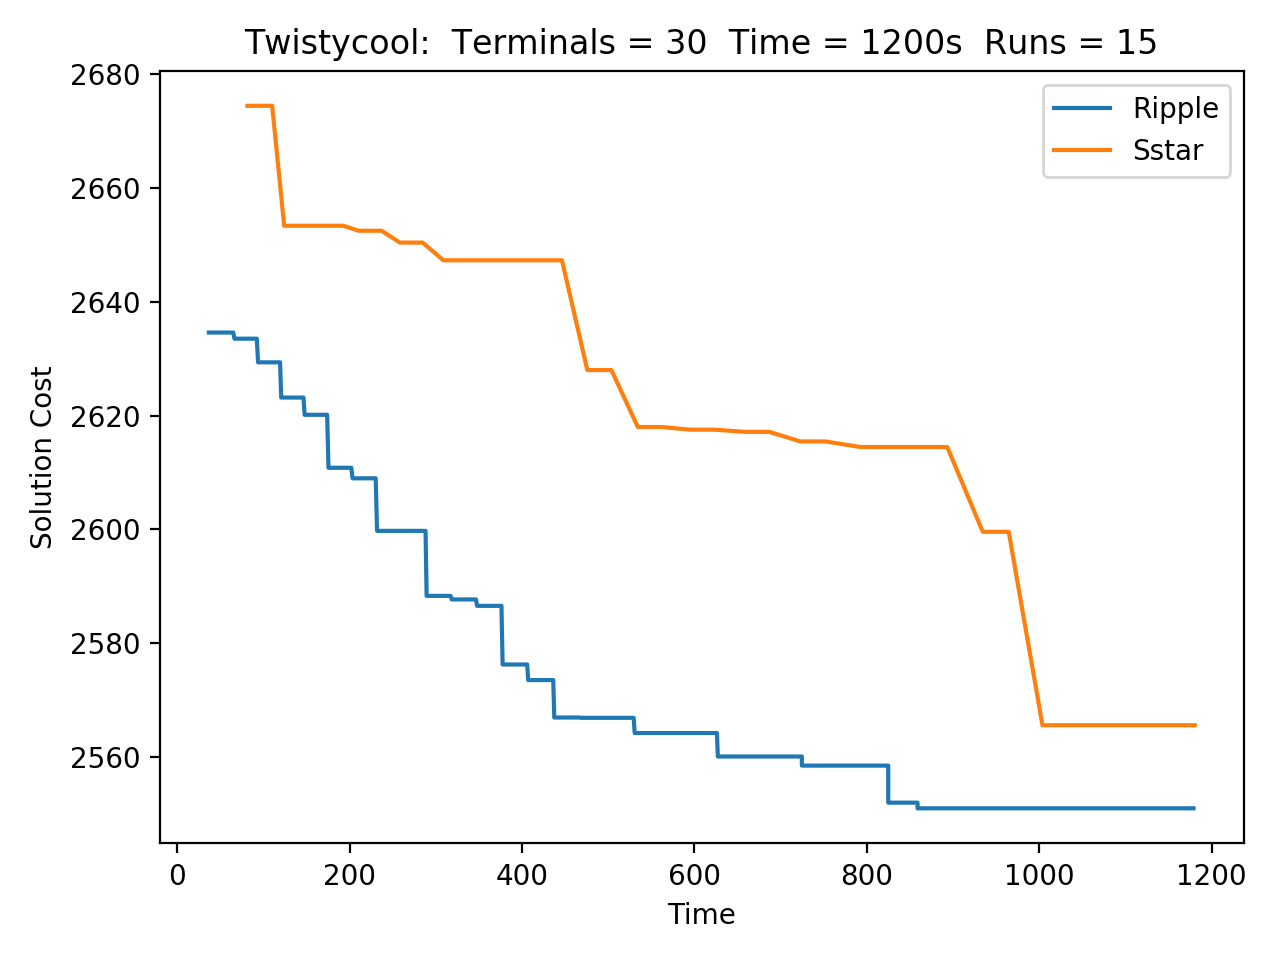 Twistycool:  Terminals = 30  Time = 1200s  Runs = 15
Ripple
Sstar
Solution Cost
2680
2660
2640
2620
2600
2580
2560
0 200 400 600 800 1000 1200
Time